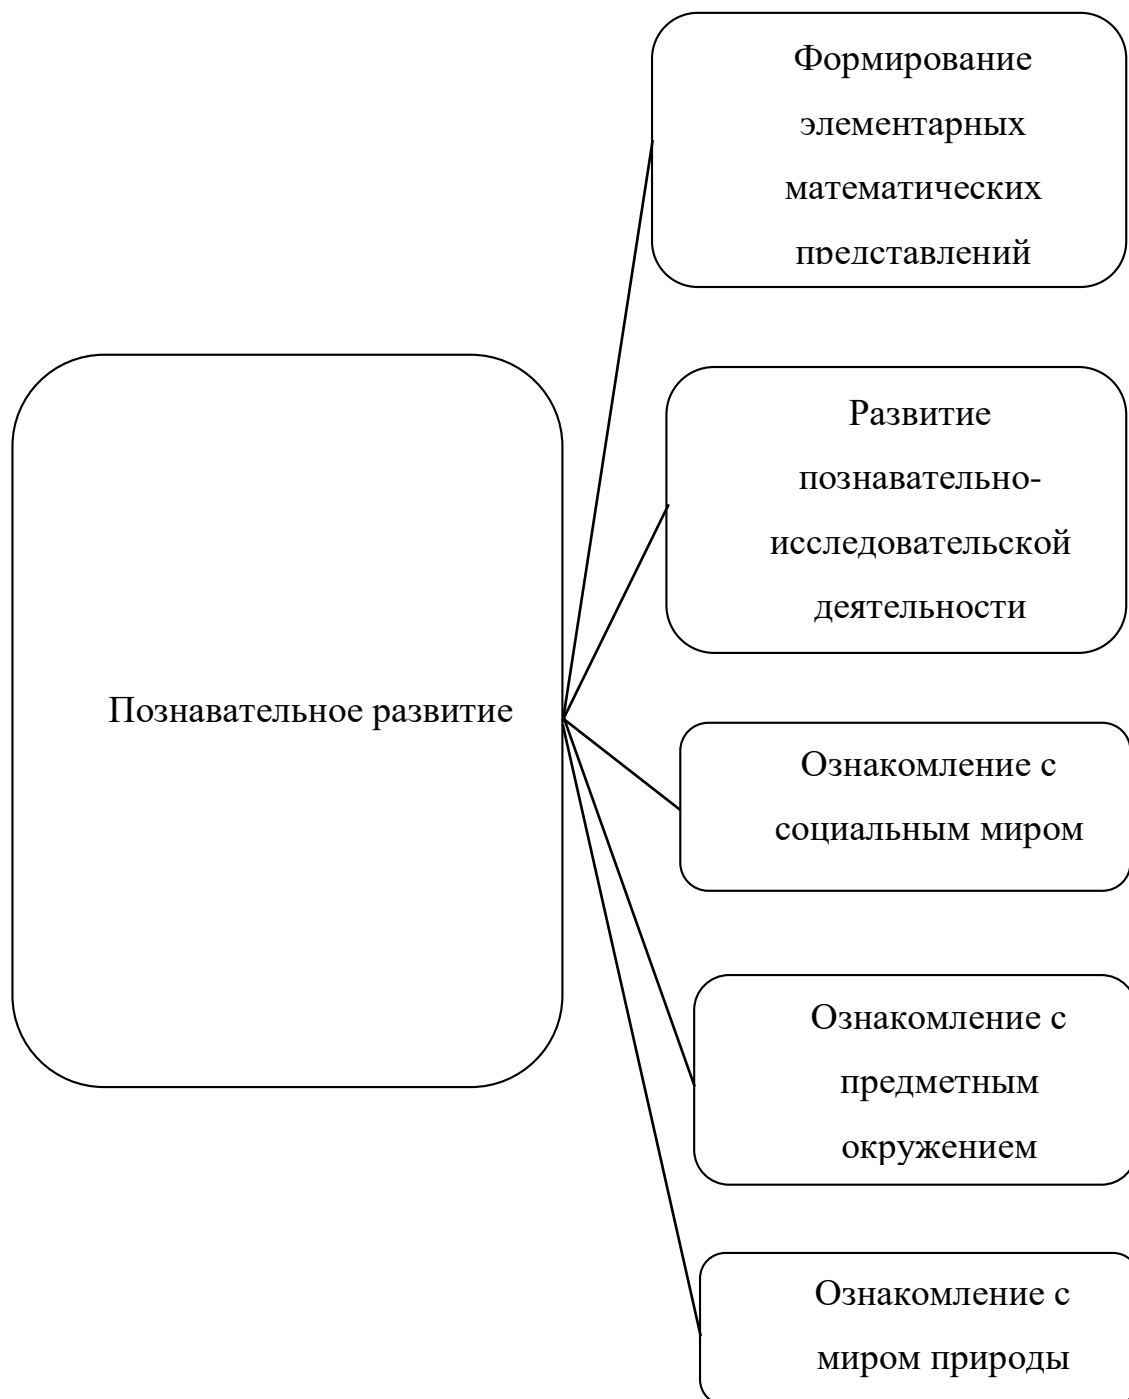 Формирование
элементарных
математических
представлений
Развитие
познавательно-
исследовательской
деятельности
Познавательное развитие
Ознакомление с
социальным миром
Ознакомление с
предметным
окружением
Ознакомление с
миром природы